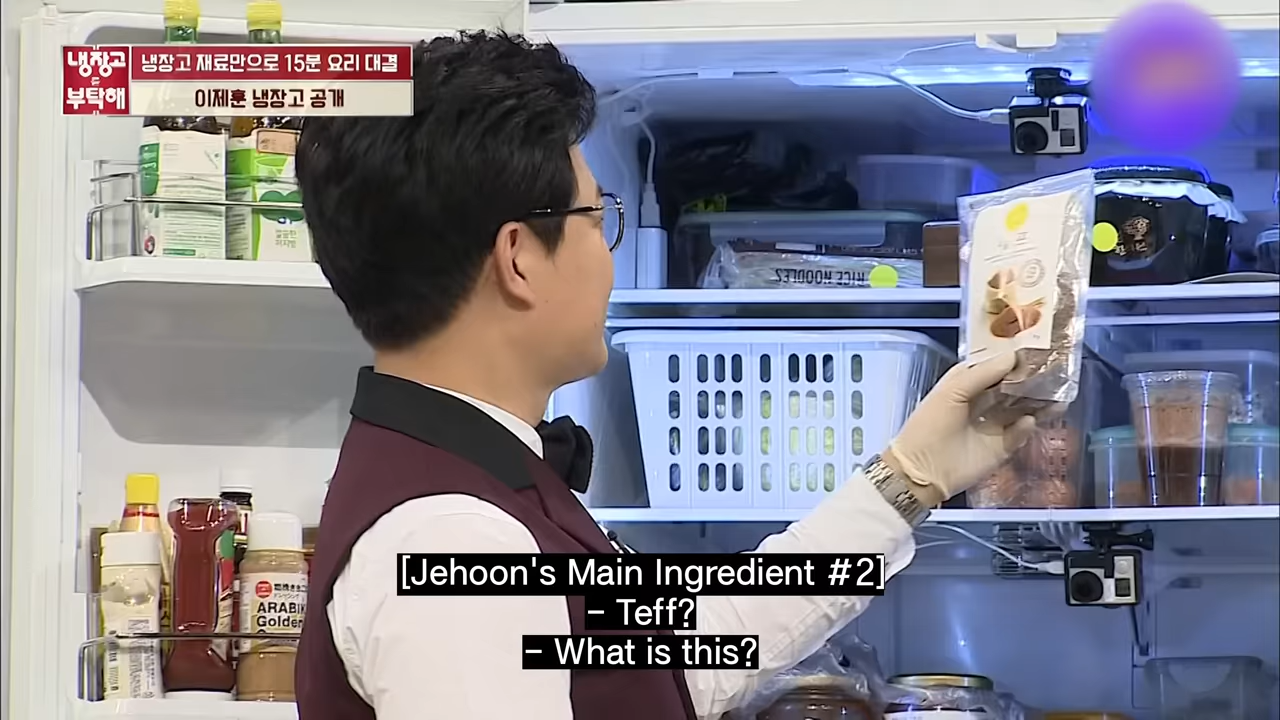 냉장고
를
부탁해
냉장고 재료만으로 15분 요리 대결
이제훈 냉장고 공개
RICE NOODLES
ARABIKI
Golden
[Jehoon's Main Ingredient #2]
– Teff?
– What is this?